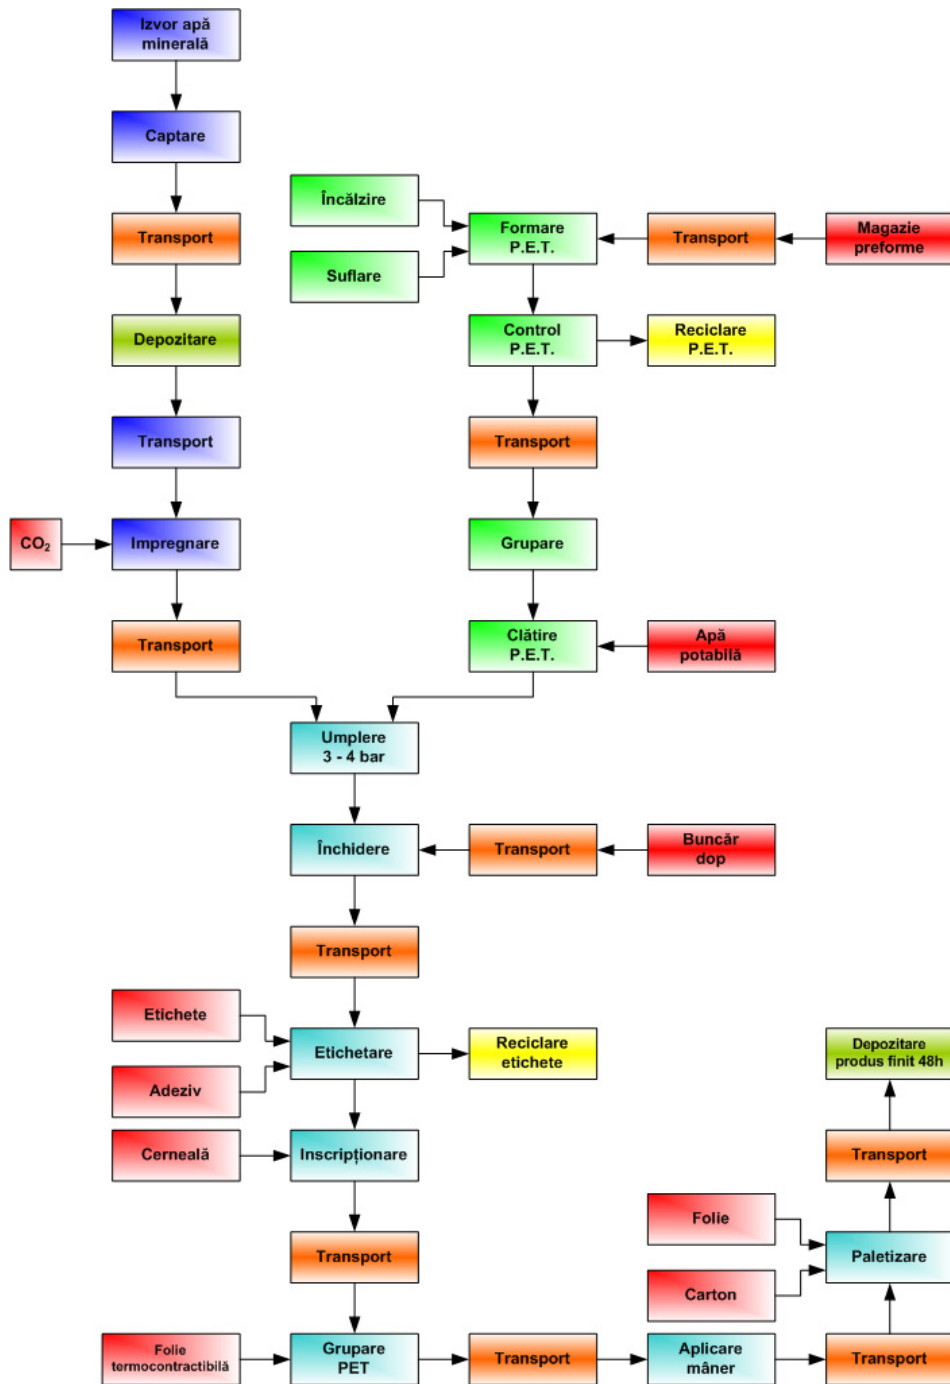 Izvor apă
minerală
Captare
Transport
Depozitare
Transport
CO₂
Impregnare
Transport
Încălzire
Suflare
Formare
P.E.T.
Transport
Magazie
preforme
Control
P.E.T.
Reciclare
P.E.T.
Transport
Grupare
Clătire
P.E.T.
Apă
potabilă
Umplere
3 - 4 bar
Închidere
Transport
Buncăr
dop
Transport
Etichete
Adeziv
Etichetare
Reciclare
etichete
Cerneală
Inscripționare
Transport
Folie
termocontractibilă
Grupare
PET
Transport
Aplicare
mâner
Transport
Folie
Carton
Paletizare
Transport
Depozitare
produs finit 48h